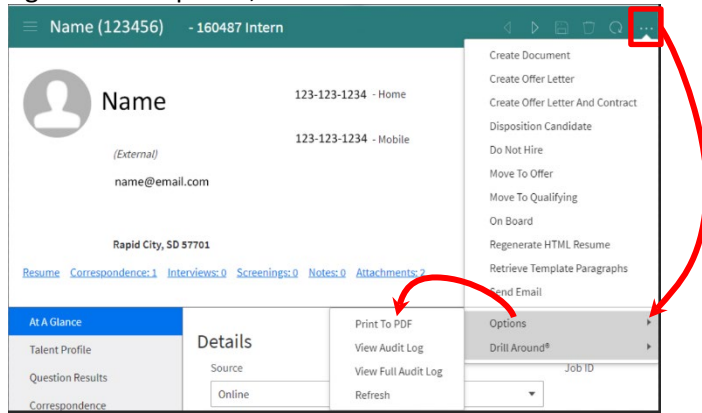 Name (123456) - 160487 Intern
Create Document
Create Offer Letter
Name 123-123-1234 - Home
Create Offer Letter And Contract
Disposition Candidate
123-123-1234 - Mobile
(External)
Do Not Hire
name@email.com
Move To Offer
Move To Qualifying
On Board
Rapid City, SD 57701
Regenerate HTML Resume
Resume Correspondence: 1 Interviews: 0 Screenings: 0 Notes: 0 Attachments: 2
Retrieve Template Paragraphs
Send Email
At A Glance
Print To PDF
Options
Talent Profile
Details
View Audit Log
Drill Around®
Source
View Full Audit Log
Job ID
Question Results
Online
Refresh
Correspondence